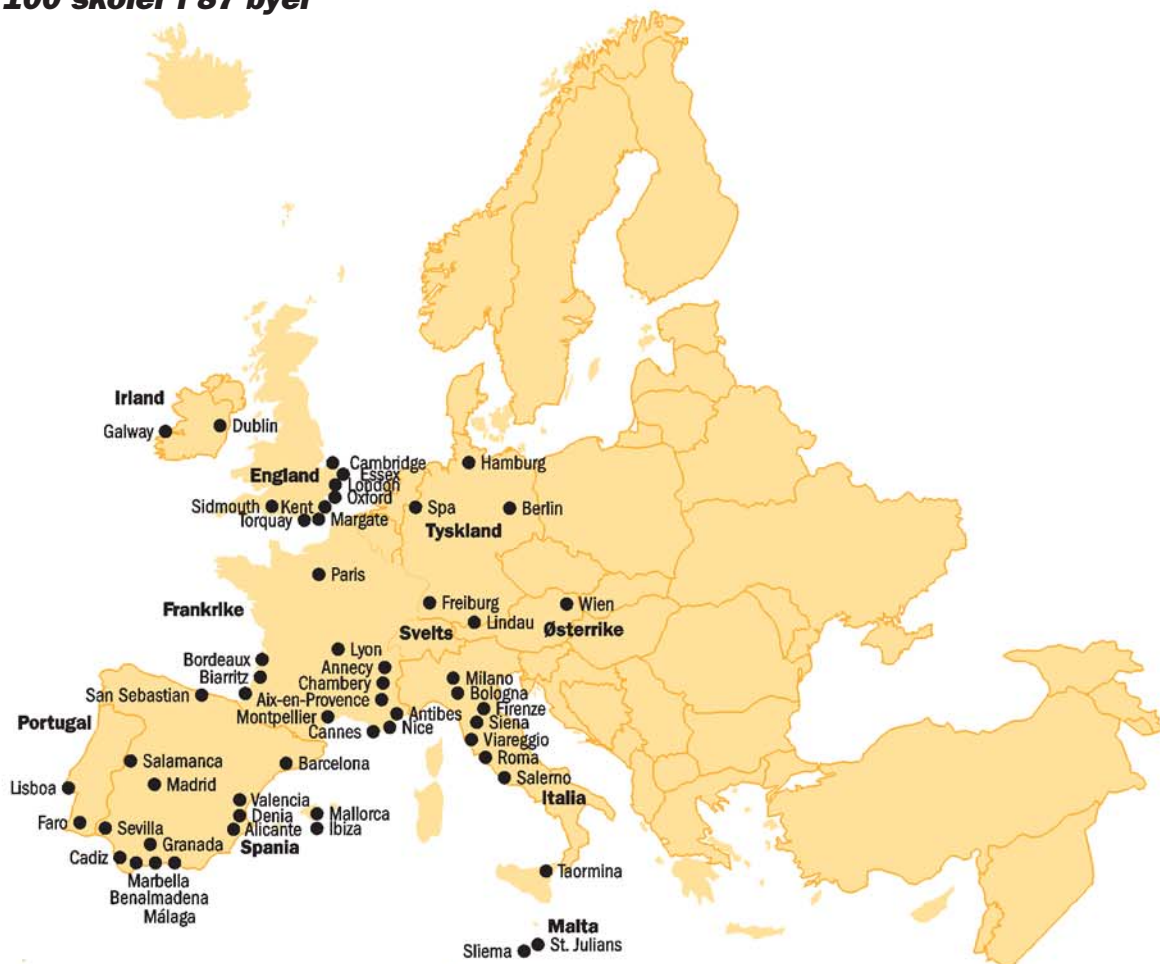 100 skoler i 87 byer
Irland
Galway
Dublin
England
Cambridge
Essex
London
Oxford
Sidmouth
Kent
Torquay
Margate
Hamburg
Spa
Berlin
Tyskland
Paris
Frankrike
Freiburg
Lindau
Svelts
Wien
Østerrike
Lyon
Bordeaux
Annecy
Biarritz
Chambery
San Sebastian
Aix-en-Provence
Montpellier
Antibes
Cannes
Nice
Milano
Bologna
Firenze
Siena
Viareggio
Roma
Salerno
Italia
Portugal
Salamanca
Barcelona
Madrid
Lisboa
Valencia
Denia
Mallorca
Faro
Sevilla
Alicante
Ibiza
Granada
Spania
Cadiz
Marbella
Benalmadena
Málaga
Taormina
Malta
St. Julians
Sliema